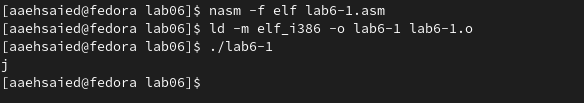 [aaehsaied@fedora lab06]$ nasm -f elf lab6-1.asm
[aaehsaied@fedora lab06]$ ld -m elf_i386 -o lab6-1 lab6-1.o
[aaehsaied@fedora lab06]$ ./lab6-1
j
[aaehsaied@fedora lab06]$